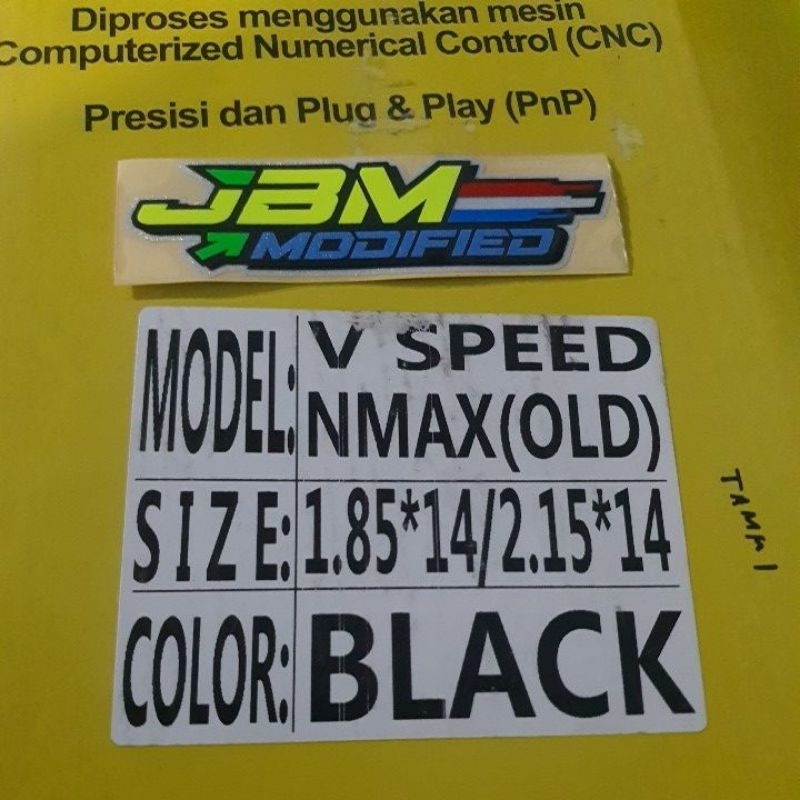 Diproses menggunakan mesin
Computerized Numerical Control (CNC)
Presisi dan Plug & Play (PnP)
JBM
MODIFIED
MODEL: V SPEED
NMAX(OLD)
SIZE: 1.85*14/2.15*14
COLOR: BLACK